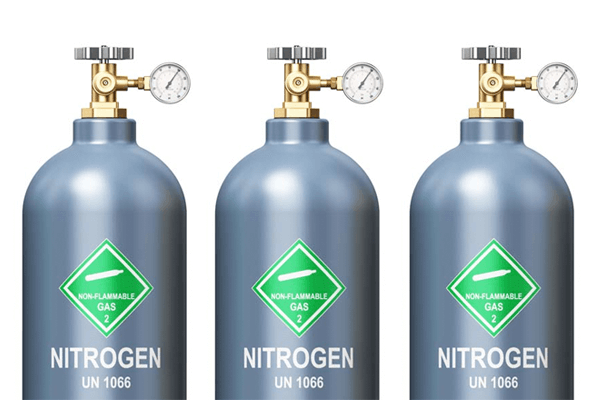 NON-FLAMMABLE
GAS
2
NITROGEN
UN 1066
NON-FLAMMABLE
GAS
2
NITROGEN
UN 1066
NON-FLAMMABLE
GAS
2
NITROGEN
UN 1066